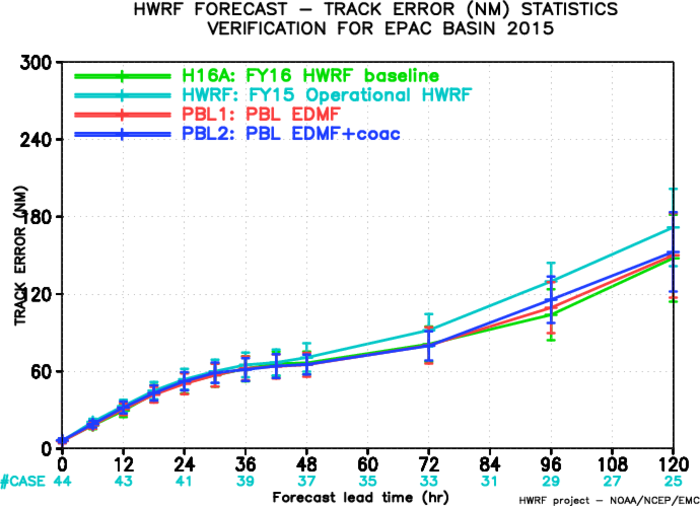 HWRF FORECAST – TRACK ERROR (NM) STATISTICS
VERIFICATION FOR EPAC BASIN 2015
H16A: FY16 HWRF baseline
HWRF: FY15 Operational HWRF
PBL1: PBL EDMF
PBL2: PBL EDMF+coac
TRACK ERROR (NM)
300
240
180
120
60
0
0 12 24 36 48 60 72 84 96 108 120
#CASE 44 43 41 39 37 35 33 31 29 27 25
Forecast lead time (hr)
HWRF project – NOAA/NCEP/EMC